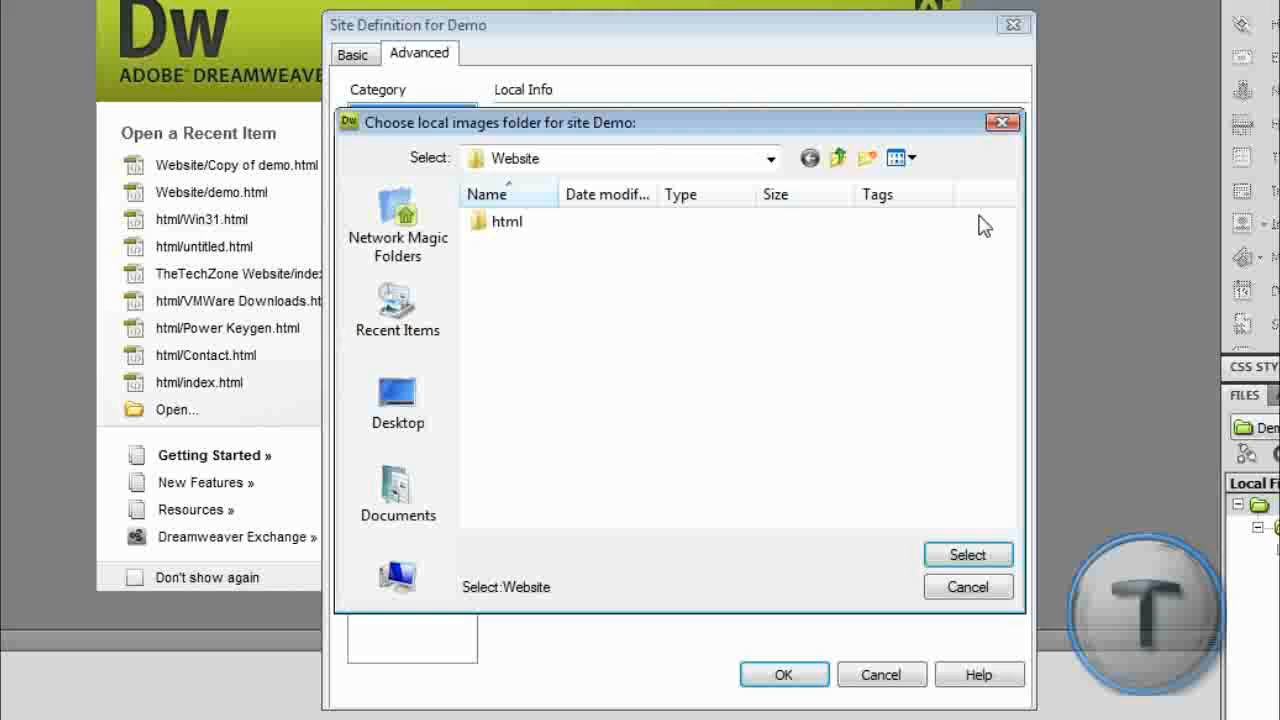 Dw
ADOBE DREAMWEAVE
Open a Recent Item
Website/Copy of demo.html
Website/demo.html
html/Win31.html
html/untitled.html
TheTechZone Website/index
html/VMWare Downloads.ht
html/Power Keygen.html
html/Contact.html
html/index.html
Open...
Getting Started »
New Features »
Resources »
Dreamweaver Exchange »
Don't show again
Site Definition for Demo
Basic
Advanced
Category
Local Info
Dw
Choose local images folder for site Demo:
Select:
Website
Name
Date modif...
Type
Size
Tags
html
Network Magic
Folders
Recent Items
Desktop
Documents
Select:Website
Select
Cancel
OK
Cancel
Help
CSS STY
FILES
Dem
Local Fi
T